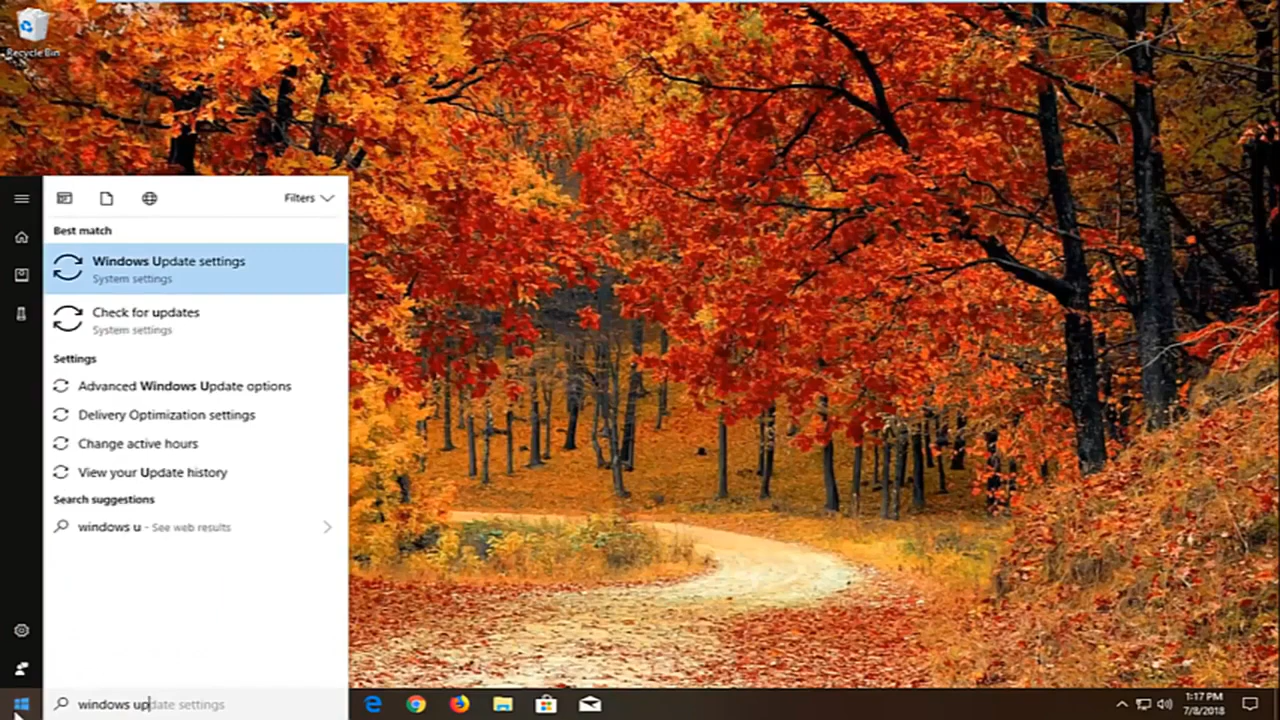 Recycle Bin
Filters
Best match
Windows Update settings
System settings
Check for updates
System settings
Settings
Advanced Windows Update options
Delivery Optimization settings
Change active hours
View your Update history
Search suggestions
windows u - See web results
windows update settings
1:17 PM
7/8/2018